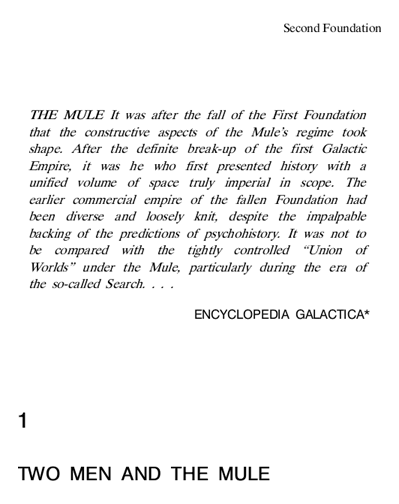 Second Foundation
THE MULE It was after the fall of the First Foundation
that the constructive aspects of the Mule's regime took
shape. After the definite break-up of the first Galactic
Empire, it was he who first presented history with a
unified volume of space truly imperial in scope. The
earlier commercial empire of the fallen Foundation had
been diverse and loosely knit, despite the impalpable
backing of the predictions of psychohistory. It was not to
be compared with the tightly controlled “Union of
Worlds” under the Mule, particularly during the era of
the so-called Search. . . .
ENCYCLOPEDIA GALACTICA*
1
TWO MEN AND THE MULE